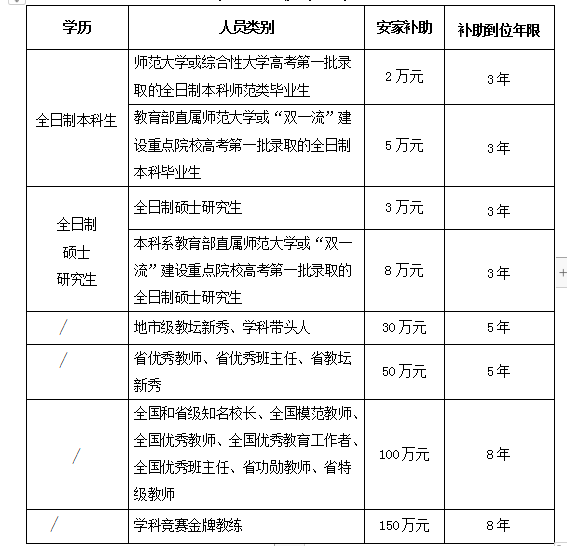 学历 人员类别 安家补助 补助到位年限
全日制本科生
师范大学或综合性大学高考第一批录
取的全日制本科师范类毕业生
2万元 3年
教育部直属师范大学或“双一流”建
设重点院校高考第一批录取的全日制
本科毕业生
5万元 3年
全日制
硕士
研究生
全日制硕士研究生 3万元 3年
本科系教育部直属师范大学或“双一
流”建设重点院校高考第一批录取的
全日制硕士研究生
8万元 3年
/ 地市级教坛新秀、学科带头人 30万元 5年
/ 省优秀教师、省优秀班主任、省教坛
新秀
50万元 5年
/ 全国和省级知名校长、全国模范教师、
全国优秀教师、全国优秀教育工作者、
全国优秀班主任、省功勋教师、省特
级教师
100万元 8年
/ 学科竞赛金牌教练 150万元 8年